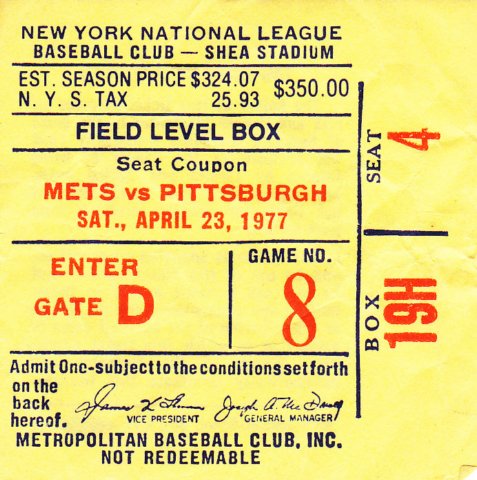 NEW YORK NATIONAL LEAGUE
BASEBALL CLUB — SHEA STADIUM
EST. SEASON PRICE $324.07
N. Y. S. TAX 25.93
$350.00
FIELD LEVEL BOX
Seat Coupon
METS vs PITTSBURGH
SAT., APRIL 23, 1977
ENTER
GATE D
GAME NO.
8
SEAT 4
BOX 19H
Admit One-subject to the conditions set forth
on the
back
hereof.
VICE PRESIDENT
GENERAL MANAGER
METROPOLITAN BASEBALL CLUB, INC.
NOT REDEEMABLE